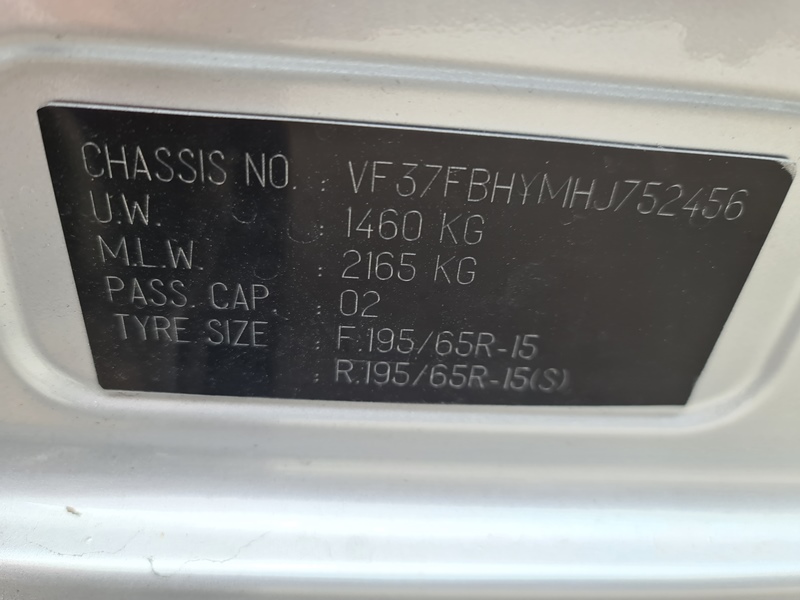 CHASSIS NO. : VF37FBHYMHJ752456
U.W. : 1460 KG
M.L.W. : 2165 KG
PASS. CAP. : 02
TYRE SIZE : F.195/65R-15
: R.195/65R-15(S)